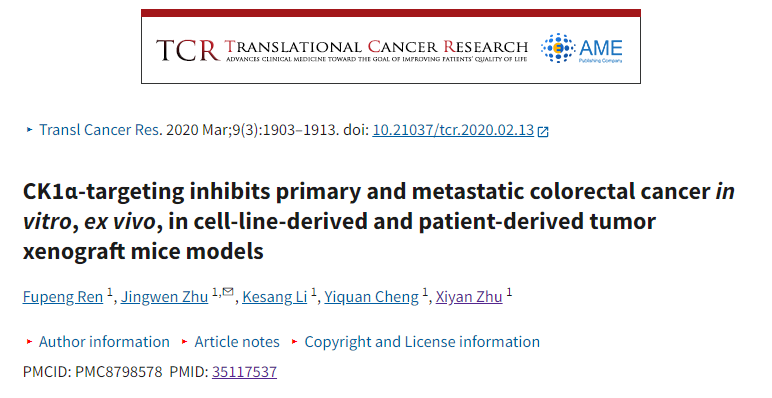 TCR TRANSLATIONAL CANCER RESEARCH
ADVANCES CLINICAL MEDICINE TOWARD THE GOAL OF IMPROVING PATIENTS' QUALITY OF LIFE
AME
Publishing Company
Transl Cancer Res. 2020 Mar;9(3):1903–1913. doi: 10.21037/tcr.2020.02.13
CK1α-targeting inhibits primary and metastatic colorectal cancer in
vitro, ex vivo, in cell-line-derived and patient-derived tumor
xenograft mice models
Fupeng Ren 1, Jingwen Zhu 1,✉, Kesang Li 1, Yiquan Cheng 1, Xiyan Zhu 1
Author information Article notes Copyright and License information
PMCID: PMC8798578 PMID: 35117537